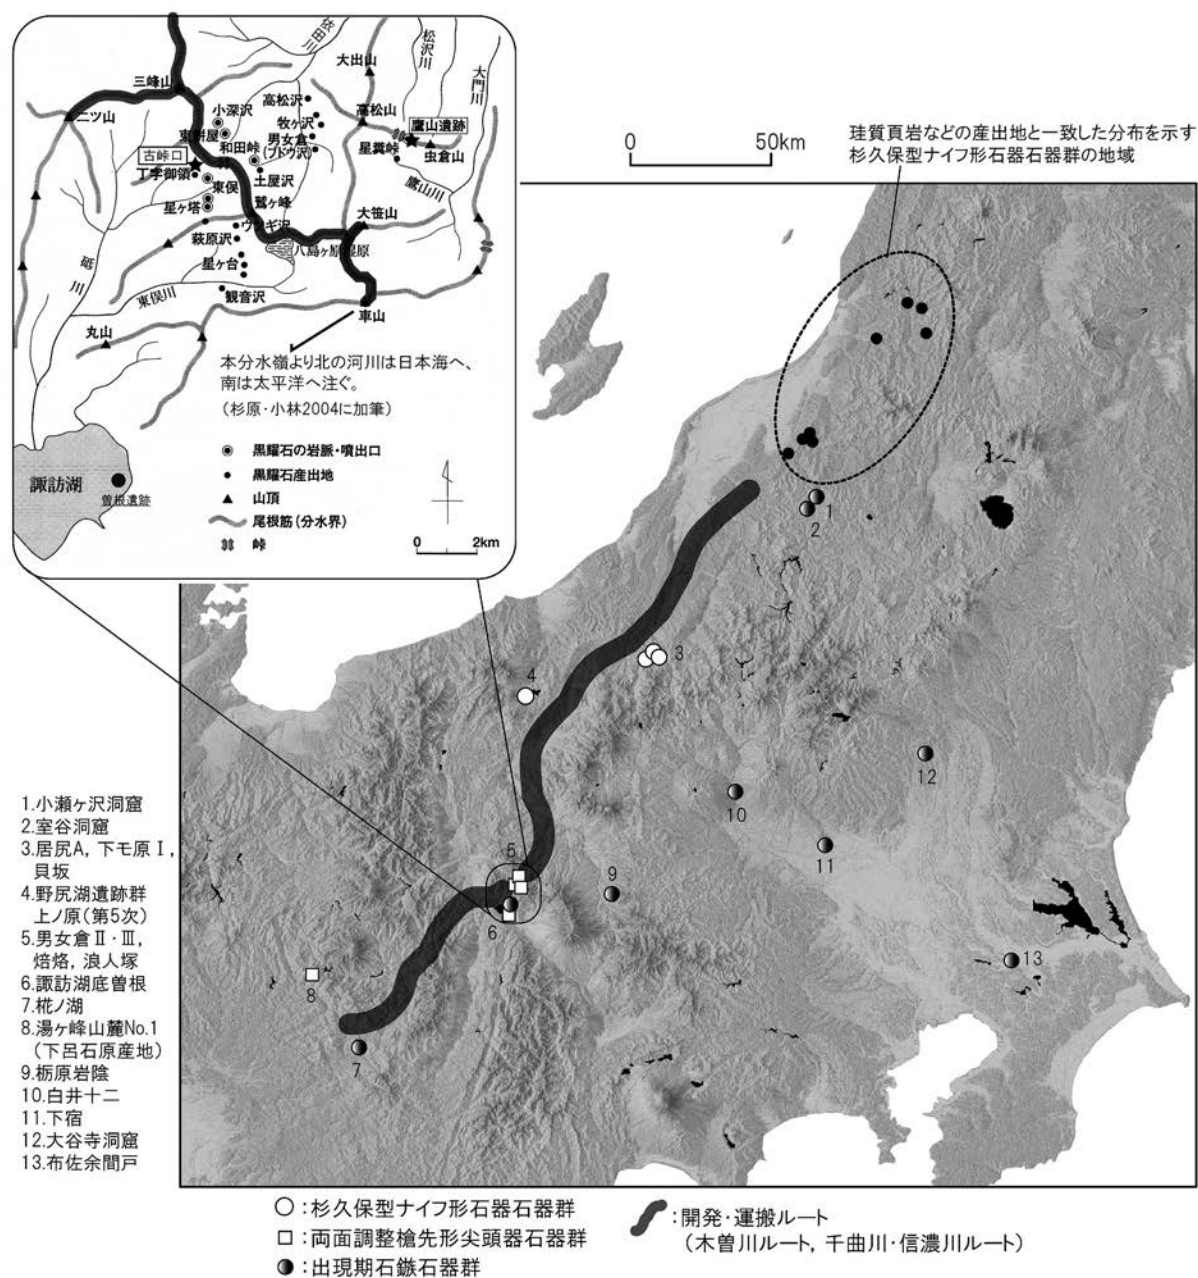 三峰山
二ツ山
小深沢
東餅屋
古峠口
和田峠
丁字御領
東俣
土屋沢
星ヶ塔
鷲ヶ峰
ウツギ沢
萩原沢
星ヶ台
観音沢
東俣川
砥川
丸山
依田川
高松沢
牧ヶ沢
男女倉
(ブドウ沢)
大出山
松沢川
大門川
高松山
鷹山遺跡
星糞峠
虫倉山
鷹山川
大笹山
八島ヶ原湿原
車山
本分水嶺より北の河川は日本海へ、
南は太平洋へ注ぐ。
(杉原・小林2004に加筆)
諏訪湖
曽根遺跡
黒耀石の岩脈・噴出口
黒耀石産出地
山頂
尾根筋(分水界)
峠
0 2km
0 50km
珪質頁岩などの産出地と一致した分布を示す
杉久保型ナイフ形石器石器群の地域
1
2
3
4
5
6
7
8
9
10
11
12
13
1.小瀬ヶ沢洞窟
2.室谷洞窟
3.居尻A, 下モ原Ⅰ,
貝坂
4.野尻湖遺跡群
上ノ原(第5次)
5.男女倉Ⅱ・Ⅲ,
焙烙, 浪人塚
6.諏訪湖底曽根
7.椛ノ湖
8.湯ヶ峰山麓No.1
(下呂石原産地)
9.栃原岩陰
10.白井十二
11.下宿
12.大谷寺洞窟
13.布佐余間戸
:杉久保型ナイフ形石器石器群
:両面調整槍先形尖頭器石器群
:出現期石鏃石器群
:開発・運搬ルート
(木曽川ルート, 千曲川・信濃川ルート)